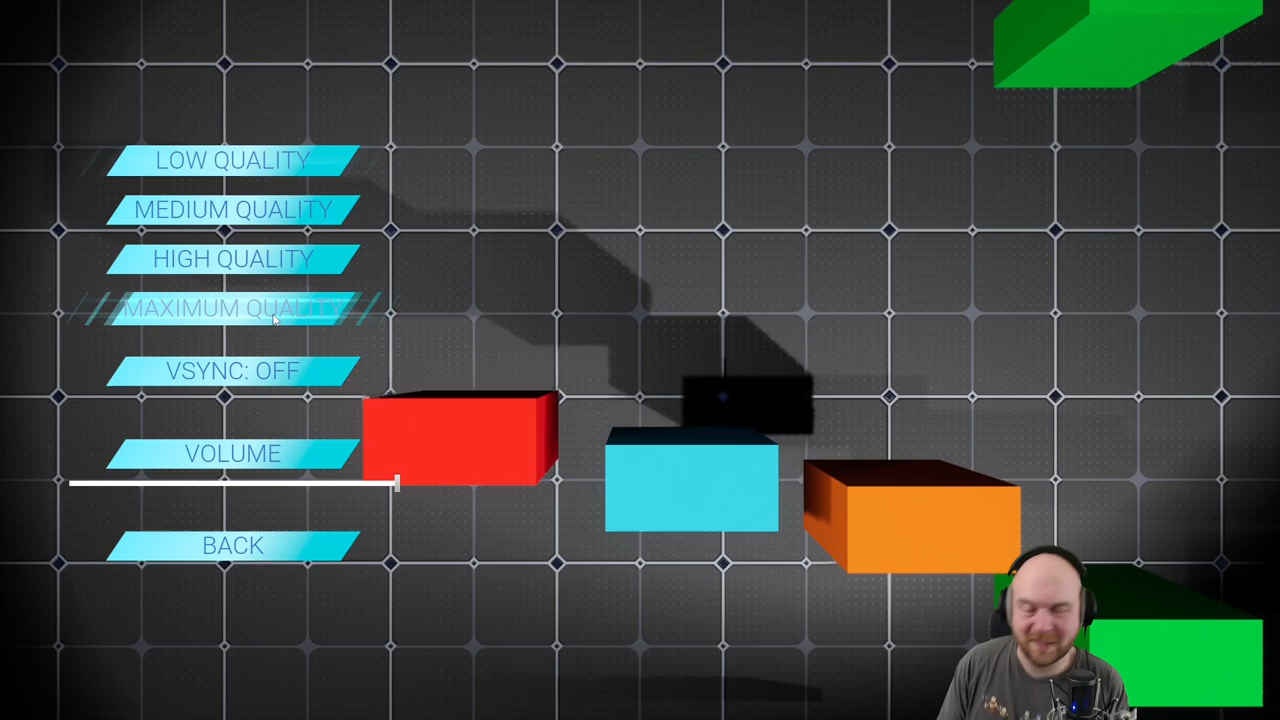 LOW QUALITY
MEDIUM QUALITY
HIGH QUALITY
MAXIMUM QUALITY
VSYNC: OFF
VOLUME
BACK